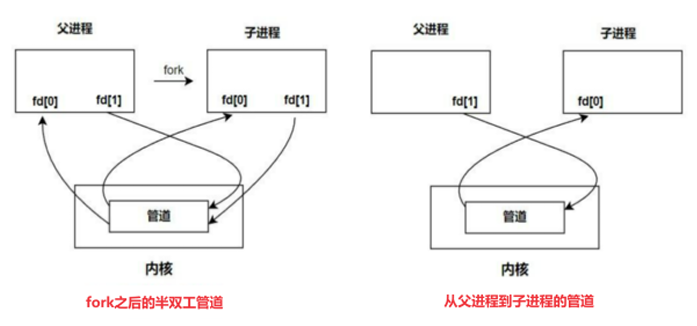 父进程
fork
子进程
fd[0]
fd[1]
fd[0]
fd[1]
管道
内核
fork之后的半双工管道
父进程
子进程
fd[1]
fd[0]
管道
内核
从父进程到子进程的管道